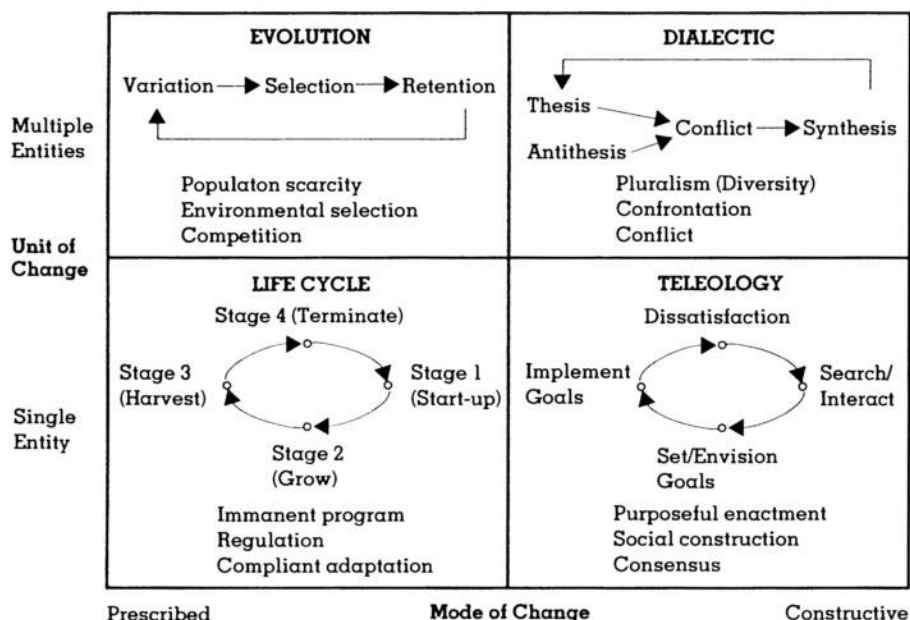 EVOLUTION
Variation Selection Retention
Populaton scarcity
Environmental selection
Competition
DIALECTIC
Thesis
Antithesis
Conflict Synthesis
Pluralism (Diversity)
Confrontation
Conflict
Multiple
Entities
Unit of
Change
Single
Entity
LIFE CYCLE
Stage 4 (Terminate)
Stage 3
(Harvest)
Stage 1
(Start-up)
Stage 2
(Grow)
Immanent program
Regulation
Compliant adaptation
TELEOLOGY
Dissatisfaction
Implement
Goals
Search/
Interact
Set/Envision
Goals
Purposeful enactment
Social construction
Consensus
Prescribed Mode of Change Constructive